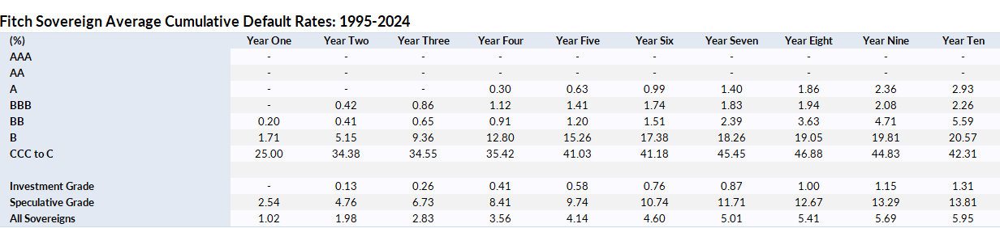 Fitch Sovereign Average Cumulative Default Rates: 1995-2024
(%) Year One Year Two Year Three Year Four Year Five Year Six Year Seven Year Eight Year Nine Year Ten
AAA - - - - - - - - - -
AA - - - - - - - - - -
A - - - 0.30 0.63 0.99 1.40 1.86 2.36 2.93
BBB - 0.42 0.86 1.12 1.41 1.74 1.83 1.94 2.08 2.26
BB 0.20 0.41 0.65 0.91 1.20 1.51 2.39 3.63 4.71 5.59
B 1.71 5.15 9.36 12.80 15.26 17.38 18.26 19.05 19.81 20.57
CCC to C 25.00 34.38 34.55 35.42 41.03 41.18 45.45 46.88 44.83 42.31
Investment Grade - 0.13 0.26 0.41 0.58 0.76 0.87 1.00 1.15 1.31
Speculative Grade 2.54 4.76 6.73 8.41 9.74 10.74 11.71 12.67 13.29 13.81
All Sovereigns 1.02 1.98 2.83 3.56 4.14 4.60 5.01 5.41 5.69 5.95